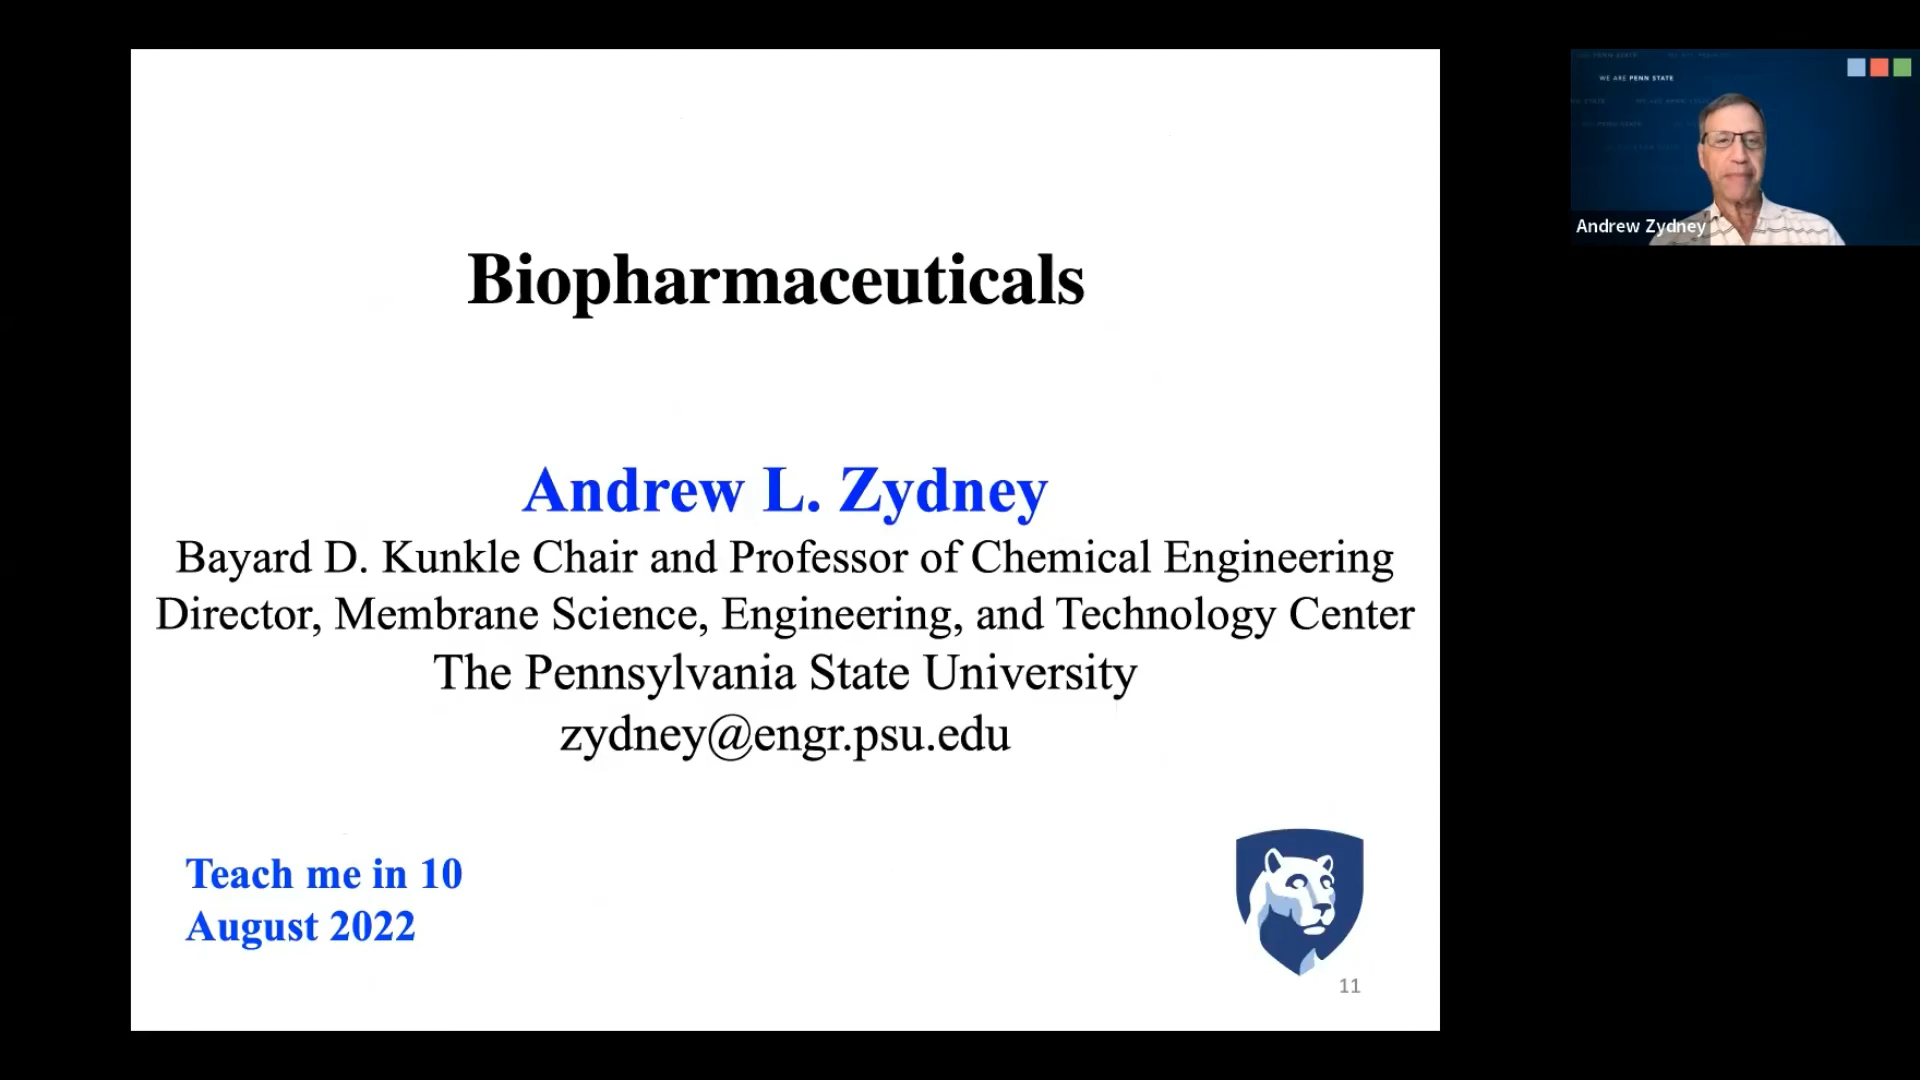 Biopharmaceuticals
Andrew L. Zydney
Bayard D. Kunkle Chair and Professor of Chemical Engineering
Director, Membrane Science, Engineering, and Technology Center
The Pennsylvania State University
zydney@engr.psu.edu
Teach me in 10
August 2022
11
WE ARE PENN STATE
Andrew Zydney